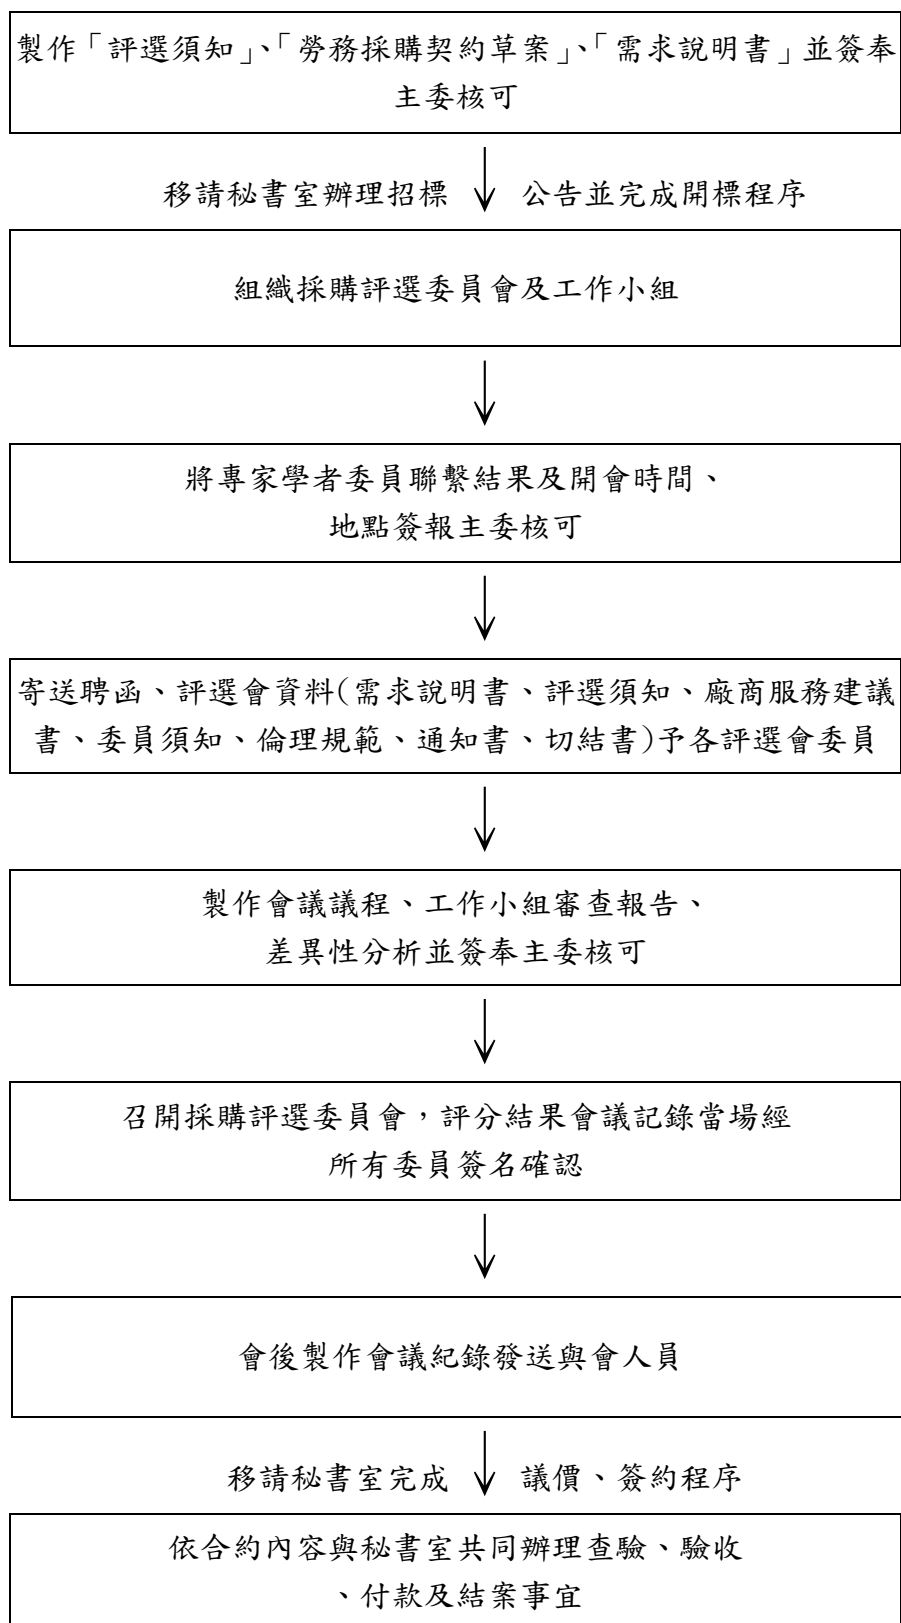 製作「評選須知」、「勞務採購契約草案」、「需求說明書」並簽奉
主委核可
移請秘書室辦理招標 公告並完成開標程序
組織採購評選委員會及工作小組
將專家學者委員聯繫結果及開會時間、
地點簽報主委核可
寄送聘函、評選會資料(需求說明書、評選須知、廠商服務建議
書、委員須知、倫理規範、通知書、切結書)予各評選會委員
製作會議議程、工作小組審查報告、
差異性分析並簽奉主委核可
召開採購評選委員會,評分結果會議記錄當場經
所有委員簽名確認
會後製作會議紀錄發送與會人員
移請秘書室完成 議價、簽約程序
依合約內容與秘書室共同辦理查驗、驗收
、付款及結案事宜